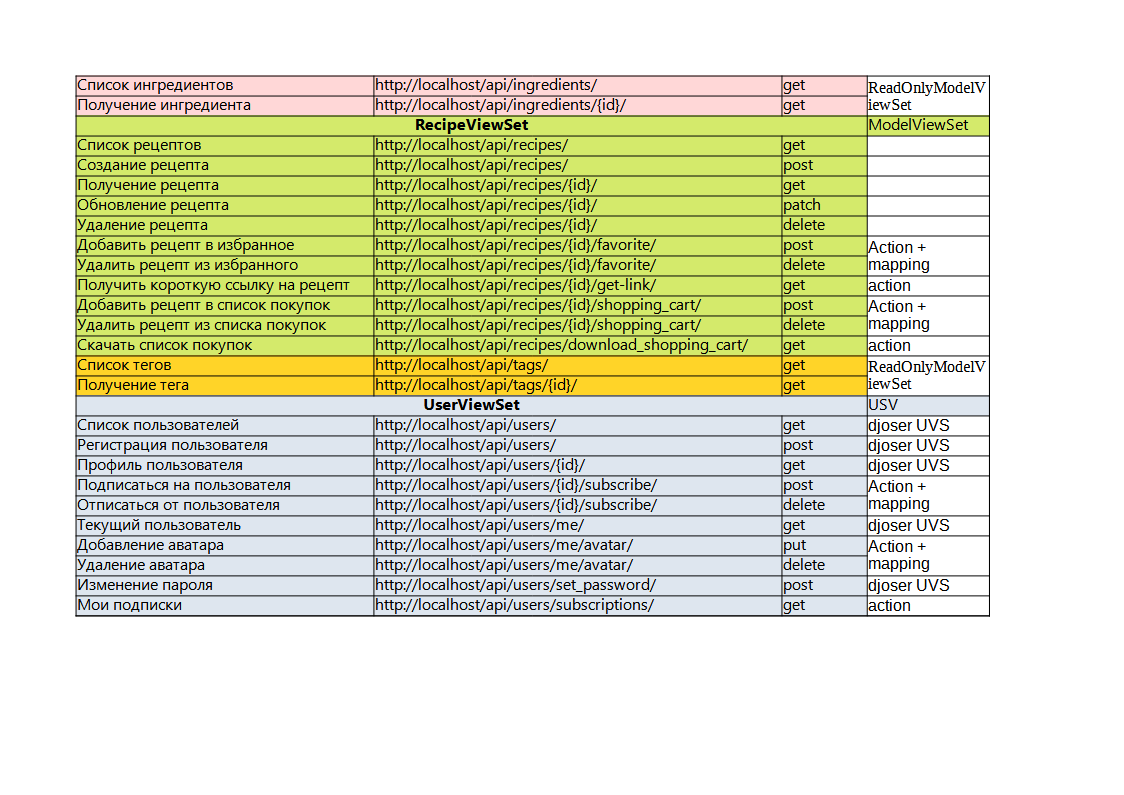 Список ингредиентов http://localhost/api/ingredients/ get ReadOnlyModelV
Получение ингредиента http://localhost/api/ingredients/{id}/ get iewSet
RecipeViewSet ModelViewSet
Список рецептов http://localhost/api/recipes/ get
Создание рецепта http://localhost/api/recipes/ post
Получение рецепта http://localhost/api/recipes/{id}/ get
Обновление рецепта http://localhost/api/recipes/{id}/ patch
Удаление рецепта http://localhost/api/recipes/{id}/ delete
Добавить рецепт в избранное http://localhost/api/recipes/{id}/favorite/ post Action +
Удалить рецепт из избранного http://localhost/api/recipes/{id}/favorite/ delete mapping
Получить короткую ссылку на рецепт http://localhost/api/recipes/{id}/get-link/ get action
Добавить рецепт в список покупок http://localhost/api/recipes/{id}/shopping_cart/ post Action +
Удалить рецепт из списка покупок http://localhost/api/recipes/{id}/shopping_cart/ delete mapping
Скачать список покупок http://localhost/api/recipes/download_shopping_cart/ get action
Список тегов http://localhost/api/tags/ get ReadOnlyModelV
Получение тега http://localhost/api/tags/{id}/ get iewSet
UserViewSet USV
Список пользователей http://localhost/api/users/ get djoser UVS
Регистрация пользователя http://localhost/api/users/ post djoser UVS
Профиль пользователя http://localhost/api/users/{id}/ get djoser UVS
Подписаться на пользователя http://localhost/api/users/{id}/subscribe/ post Action +
Отписаться от пользователя http://localhost/api/users/{id}/subscribe/ delete mapping
Текущий пользователь http://localhost/api/users/me/ get djoser UVS
Добавление аватара http://localhost/api/users/me/avatar/ put Action +
Удаление аватара http://localhost/api/users/me/avatar/ delete mapping
Изменение пароля http://localhost/api/users/set_password/ post djoser UVS
Мои подписки http://localhost/api/users/subscriptions/ get action